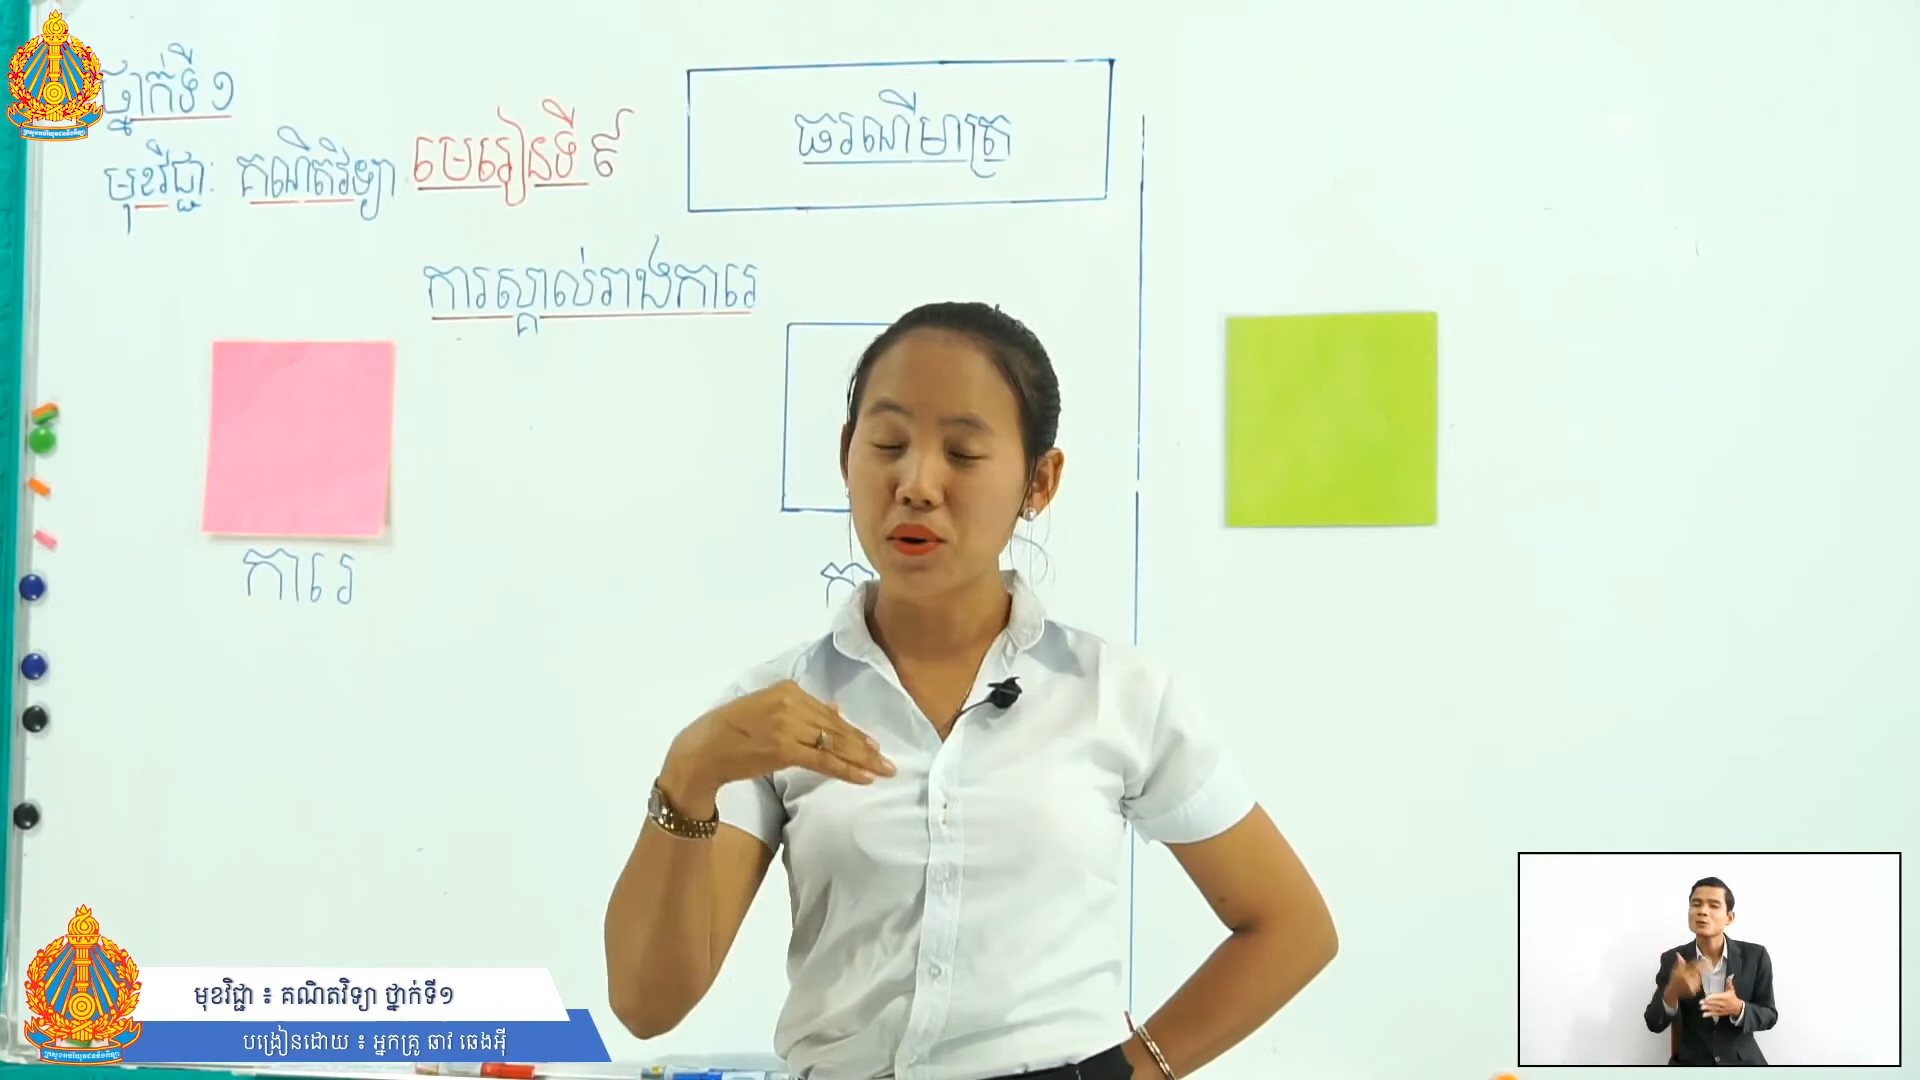 ថ្នាក់ទី ១
មុខវិជ្ជា: គណិតវិទ្យា
មេរៀនទី ៩
ធរណីមាត្រ
ការស្គាល់រាងការេ
ការេ
កា
មុខវិជ្ជា ៖ គណិតវិទ្យា ថ្នាក់ទី១
បង្រៀនដោយ ៖ អ្នកគ្រូ ឆាវ ឆេងអ៊ី